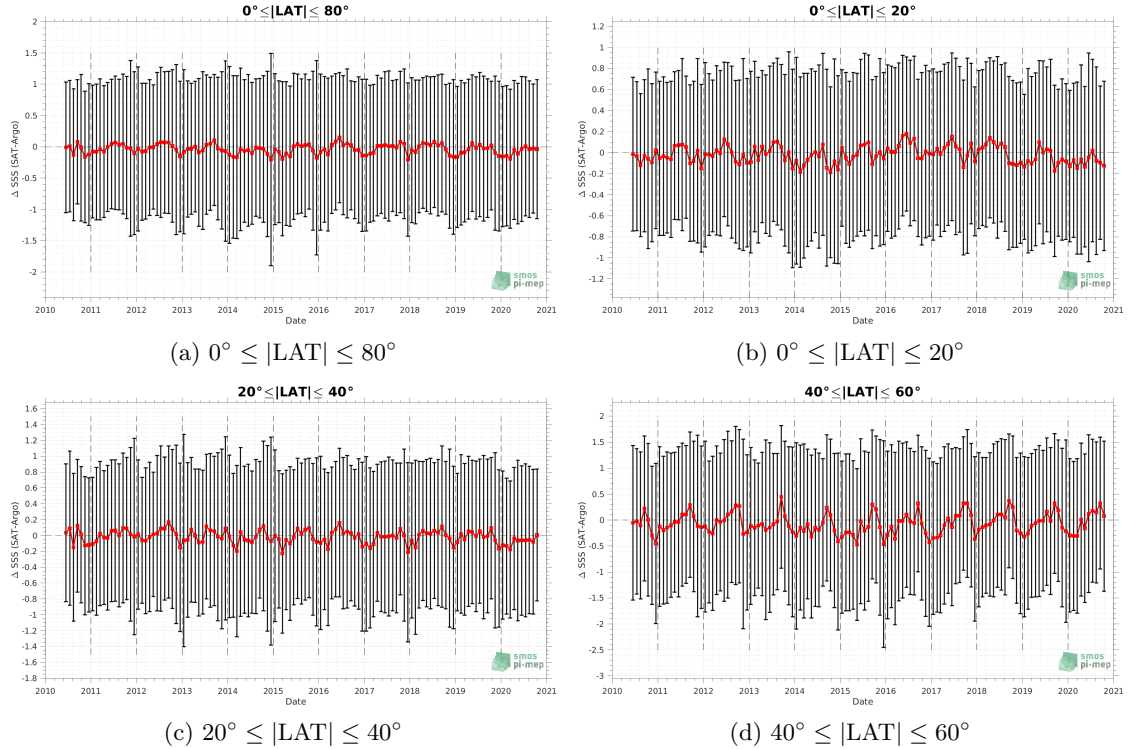 0°≤|LAT|≤ 80°
2
1.5
1
0.5
0
-0.5
-1
-1.5
-2
Δ SSS (SAT-Argo)
2010 2011 2012 2013 2014 2015 2016 2017 2018 2019 2020 2021
Date
smos
pi-mep
(a) 0° ≤ |LAT| ≤ 80°
0°≤|LAT|≤ 20°
1.2
1
0.8
0.6
0.4
0.2
0
-0.2
-0.4
-0.6
-0.8
-1
-1.2
Δ SSS (SAT-Argo)
2010 2011 2012 2013 2014 2015 2016 2017 2018 2019 2020 2021
Date
smos
pi-mep
(b) 0° ≤ |LAT| ≤ 20°
20°≤|LAT|≤ 40°
1.6
1.4
1.2
1
0.8
0.6
0.4
0.2
0
-0.2
-0.4
-0.6
-0.8
-1
-1.2
-1.4
-1.6
-1.8
Δ SSS (SAT-Argo)
2010 2011 2012 2013 2014 2015 2016 2017 2018 2019 2020 2021
Date
smos
pi-mep
(c) 20° ≤ |LAT| ≤ 40°
40°≤|LAT|≤ 60°
2
1.5
1
0.5
0
-0.5
-1
-1.5
-2
-2.5
-3
Δ SSS (SAT-Argo)
2010 2011 2012 2013 2014 2015 2016 2017 2018 2019 2020 2021
Date
smos
pi-mep
(d) 40° ≤ |LAT| ≤ 60°